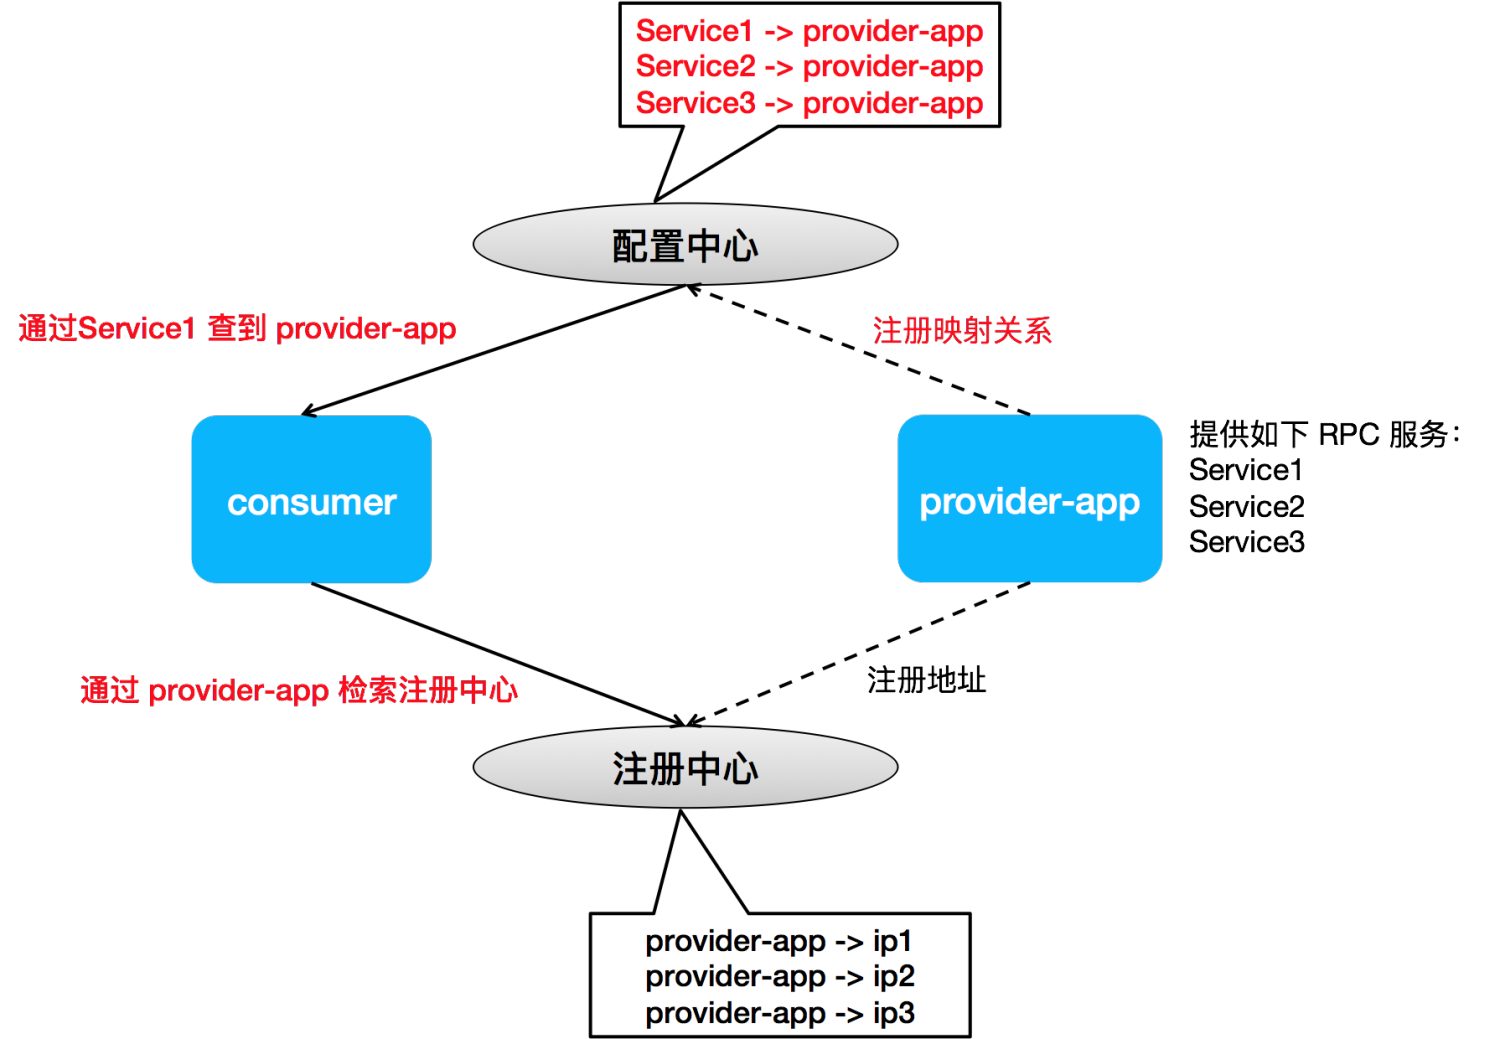 Service1 -> provider-app
Service2 -> provider-app
Service3 -> provider-app
配置中心
通过Service1 查到 provider-app
注册映射关系
consumer
provider-app
提供如下 RPC 服务：
Service1
Service2
Service3
通过 provider-app 检索注册中心
注册地址
注册中心
provider-app -> ip1
provider-app -> ip2
provider-app -> ip3